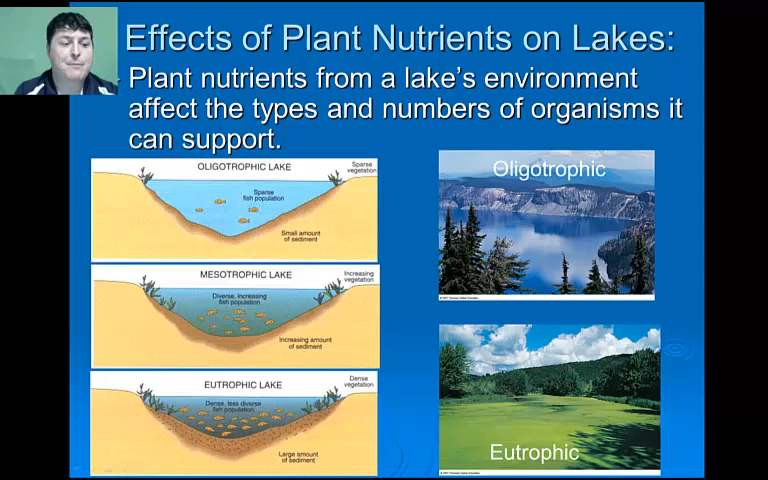 Effects of Plant Nutrients on Lakes:
Plant nutrients from a lake's environment
affect the types and numbers of organisms it
can support.
OLIGOTROPHIC LAKE
Sparse
vegetation
Sparse
fish population
Small amount
of sediment
MESOTROPHIC LAKE
Increasing
vegetation
Diverse, increasing
fish population
Increasing amount
of sediment
EUTROPHIC LAKE
Dense
vegetation
Dense, less diverse
fish population
Large amount
of sediment
Oligotrophic
Eutrophic